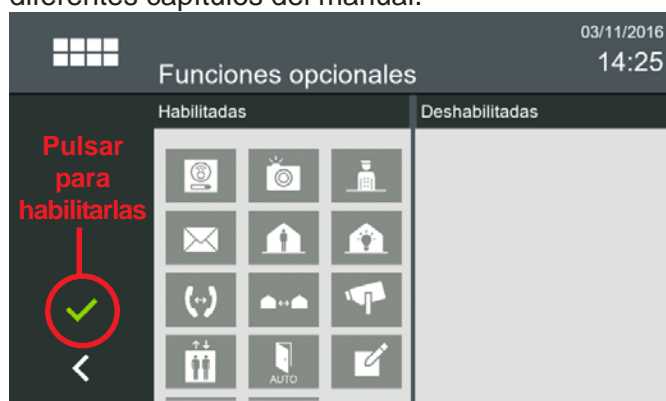 diferentes capítulos del manual.
03/11/2016
14:25
Funciones opcionales
Habilitadas
Deshabilitadas
Pulsar
para
habilitarlas
AUTO